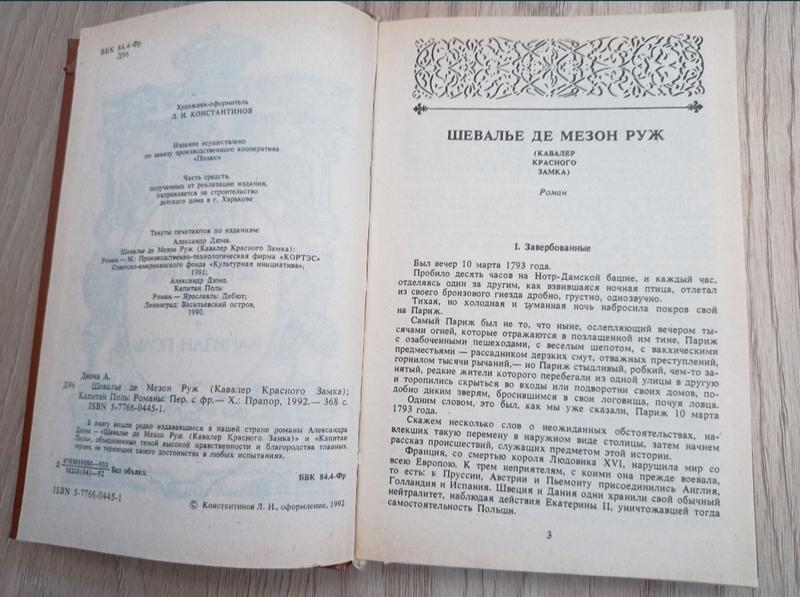 ББК 84.4-Фр
Д96
Художник-оформитель
Л. Н. КОНСТАНТИНОВ
Издание осуществлено
по заказу производственного кооператива
«Полюс»
Часть средств,
полученных от реализации издания,
направляется на строительство
детского дома в г. Харькове
Тексты печатаются по изданиям:
Александр Дюма.
Шевалье де Мезон Руж (Кавалер Красного Замка):
Роман — М.: Производственно-технологическая фирма «КОРТЭС»
Советско-американского фонда «Культурная инициатива»,
1991;
Александр Дюма.
Капитан Поль:
Роман — Ярославль: Дебют;
Ленинград: Васильевский остров,
1990.
Дюма А.
Д96 Шевалье де Мезон Руж (Кавалер Красного Замка);
Капитан Поль: Романы: Пер. с фр.— Х.: Прапор, 1992.— 368 с.
ISBN 5-7766-0445-1.
В книгу вошли редко издававшиеся в нашей стране романы Александра
Дюма — «Шевалье де Мезон Руж (Кавалер Красного Замка)» и «Капитан
Поль», объединенные темой высокой нравственности и благородства главных
героев, не теряющих своего достоинства в любых испытаниях.
Д 4703010100—033 Без объявл.
М218(04)—92
ББК 84.4-Фр
ISBN 5-7766-0445-1
© Константинов Л. Н., оформление, 1992
ШЕВАЛЬЕ ДЕ МЕЗОН РУЖ
(КАВАЛЕР
КРАСНОГО
ЗАМКА)
Роман
I. Завербованные
Был вечер 10 марта 1793 года.
Пробило десять часов на Нотр-Дамской башне, и каждый час,
отделяясь один за другим, как взвившаяся ночная птица, отлетал
из своего бронзового гнезда дробно, грустно, однозвучно.
Тихая, но холодная и туманная ночь набросила покров свой
на Париж.
Самый Париж был не то, что ныне, ослепляющий вечером ты-
сячами огней, которые отражаются в позлащенной им тине, Париж
с озабоченными пешеходами, с веселым шепотом, с вакхическими
предместьями — рассадником дерзких смут, отважных преступлений,
горнилом тысячи рычаний,— но Париж стыдливый, робкий, чем-то за-
нятый, редкие жители которого перебегали из одной улицы в другую
и торопились скрыться во входы или подворотни своих домов, по-
добно диким зверям, бросившимся в свои логовища, почуя ловца.
Одним словом, это был, как мы уже сказали, Париж 10 марта
1793 года.
Скажем несколько слов о неожиданных обстоятельствах, на-
влекших такую перемену в наружном виде столицы, затем начнем
рассказ происшествий, служащих предметом этой истории.
Франция, со смертью короля Людовика XVI, нарушила мир со
всею Европою. К трем неприятелям, с коими она прежде воевала,
то есть: к Пруссии, Австрии и Пьемонту присоединились Англия,
Голландия и Испания. Швеция и Дания одни хранили свой обычный
нейтралитет, наблюдая действия Екатерины II, уничтожавшей тогда
самостоятельность Польши.
3